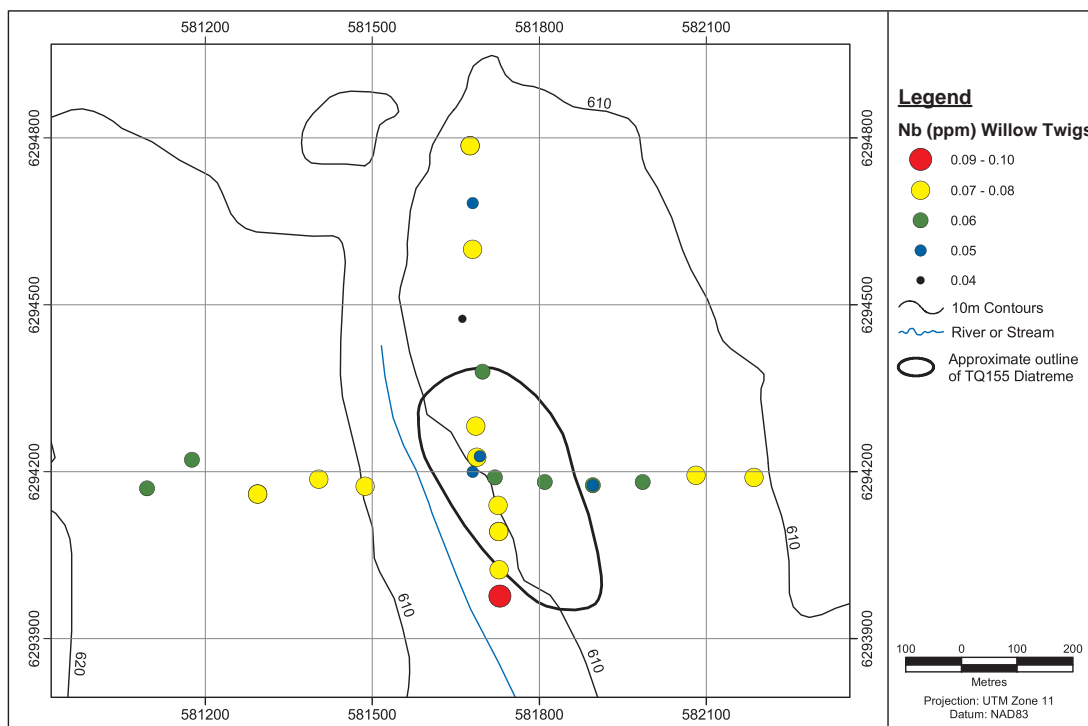 581200
581500
581800
582100
6294800
6294500
6294200
6293900
6294800
6294500
6294200
6293900
610
610
610
610
620
581200
581500
581800
582100
Legend
Nb (ppm) Willow Twigs
0.09 - 0.10
0.07 - 0.08
0.06
0.05
0.04
10m Contours
River or Stream
Approximate outline
of TQ155 Diatreme
100 0 100 200
Metres
Projection: UTM Zone 11
Datum: NAD83